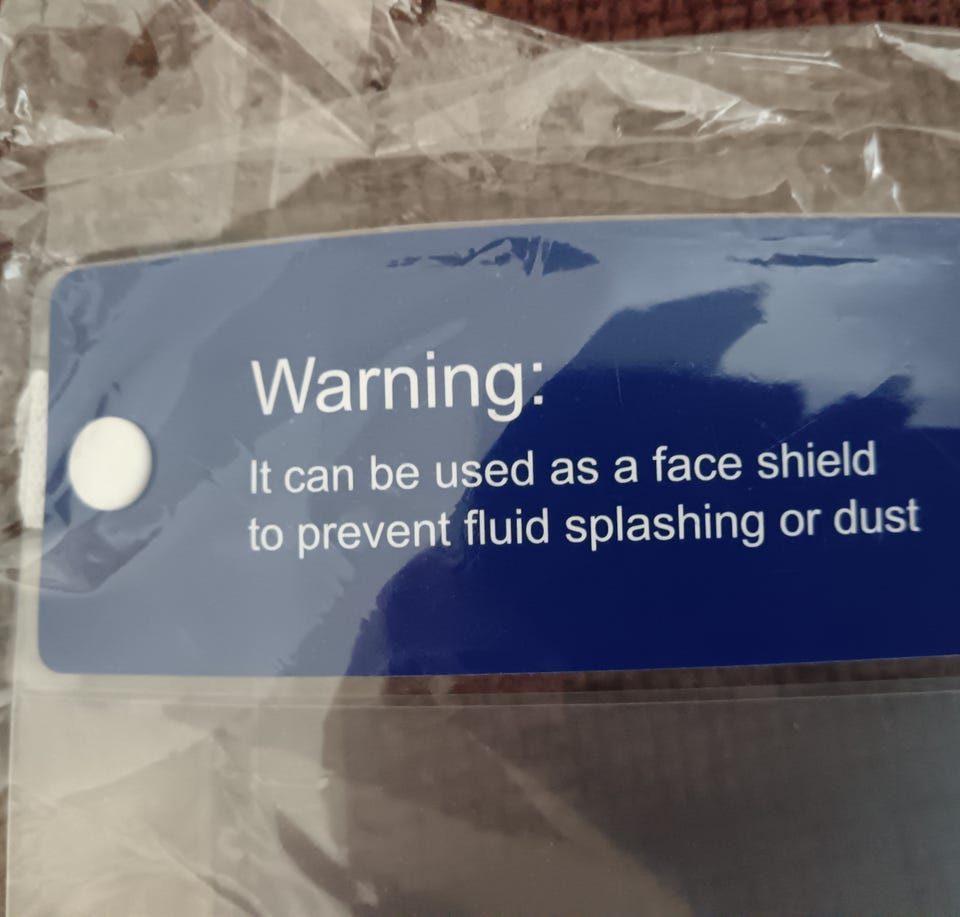 Warning:
It can be used as a face shield
to prevent fluid splashing or dust